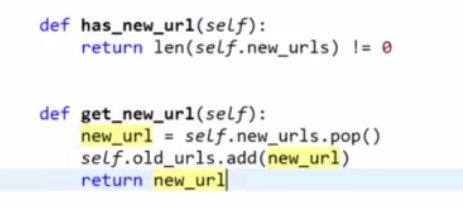 def has_new_url(self):
    return len(self.new_urls) != 0
def get_new_url(self):
    new_url = self.new_urls.pop()
    self.old_urls.add(new_url)
    return new_url